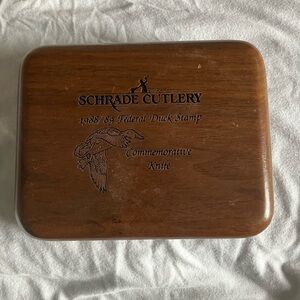 SCHRADE CUTLERY
1988/89 Federal Duck Stamp
Commemorative
Knife